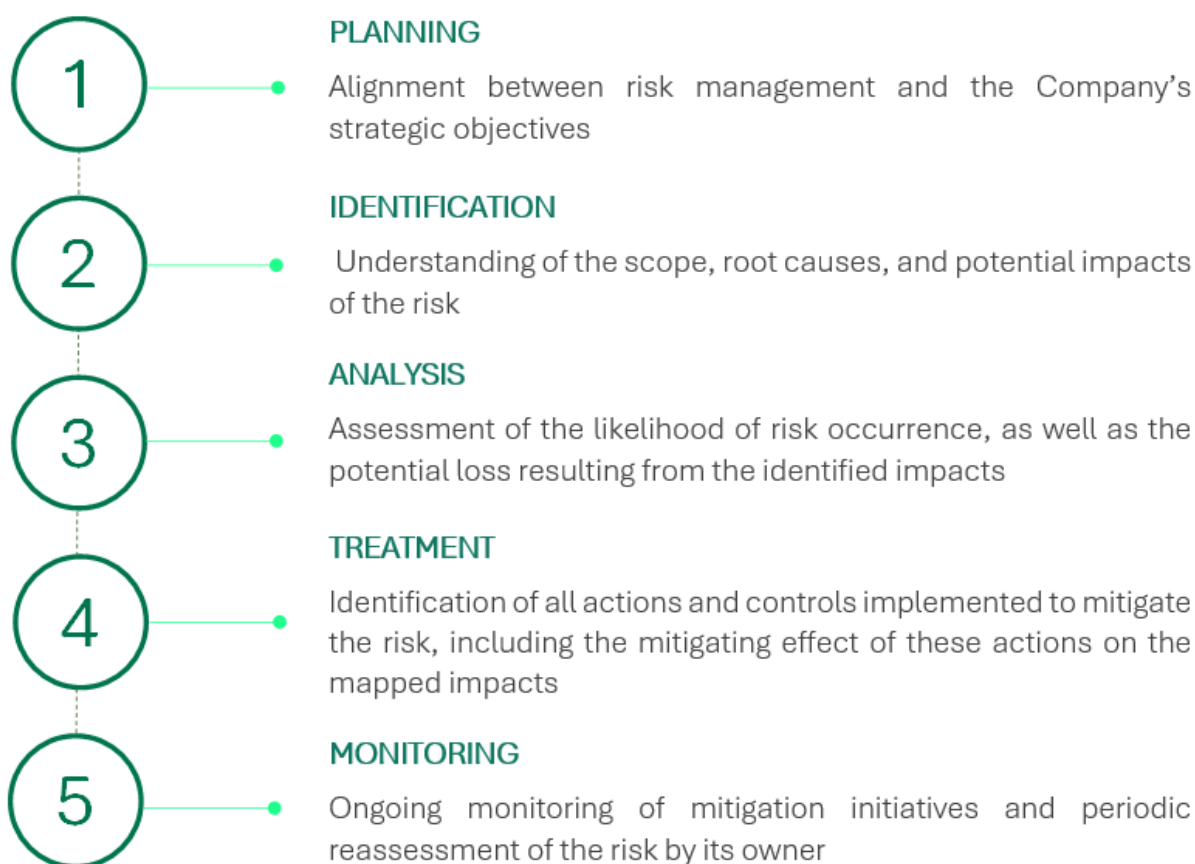 1
PLANNING
Alignment between risk management and the Company's
strategic objectives
2
IDENTIFICATION
Understanding of the scope, root causes, and potential impacts
of the risk
3
ANALYSIS
Assessment of the likelihood of risk occurrence, as well as the
potential loss resulting from the identified impacts
4
TREATMENT
Identification of all actions and controls implemented to mitigate
the risk, including the mitigating effect of these actions on the
mapped impacts
5
MONITORING
Ongoing monitoring of mitigation initiatives and periodic
reassessment of the risk by its owner